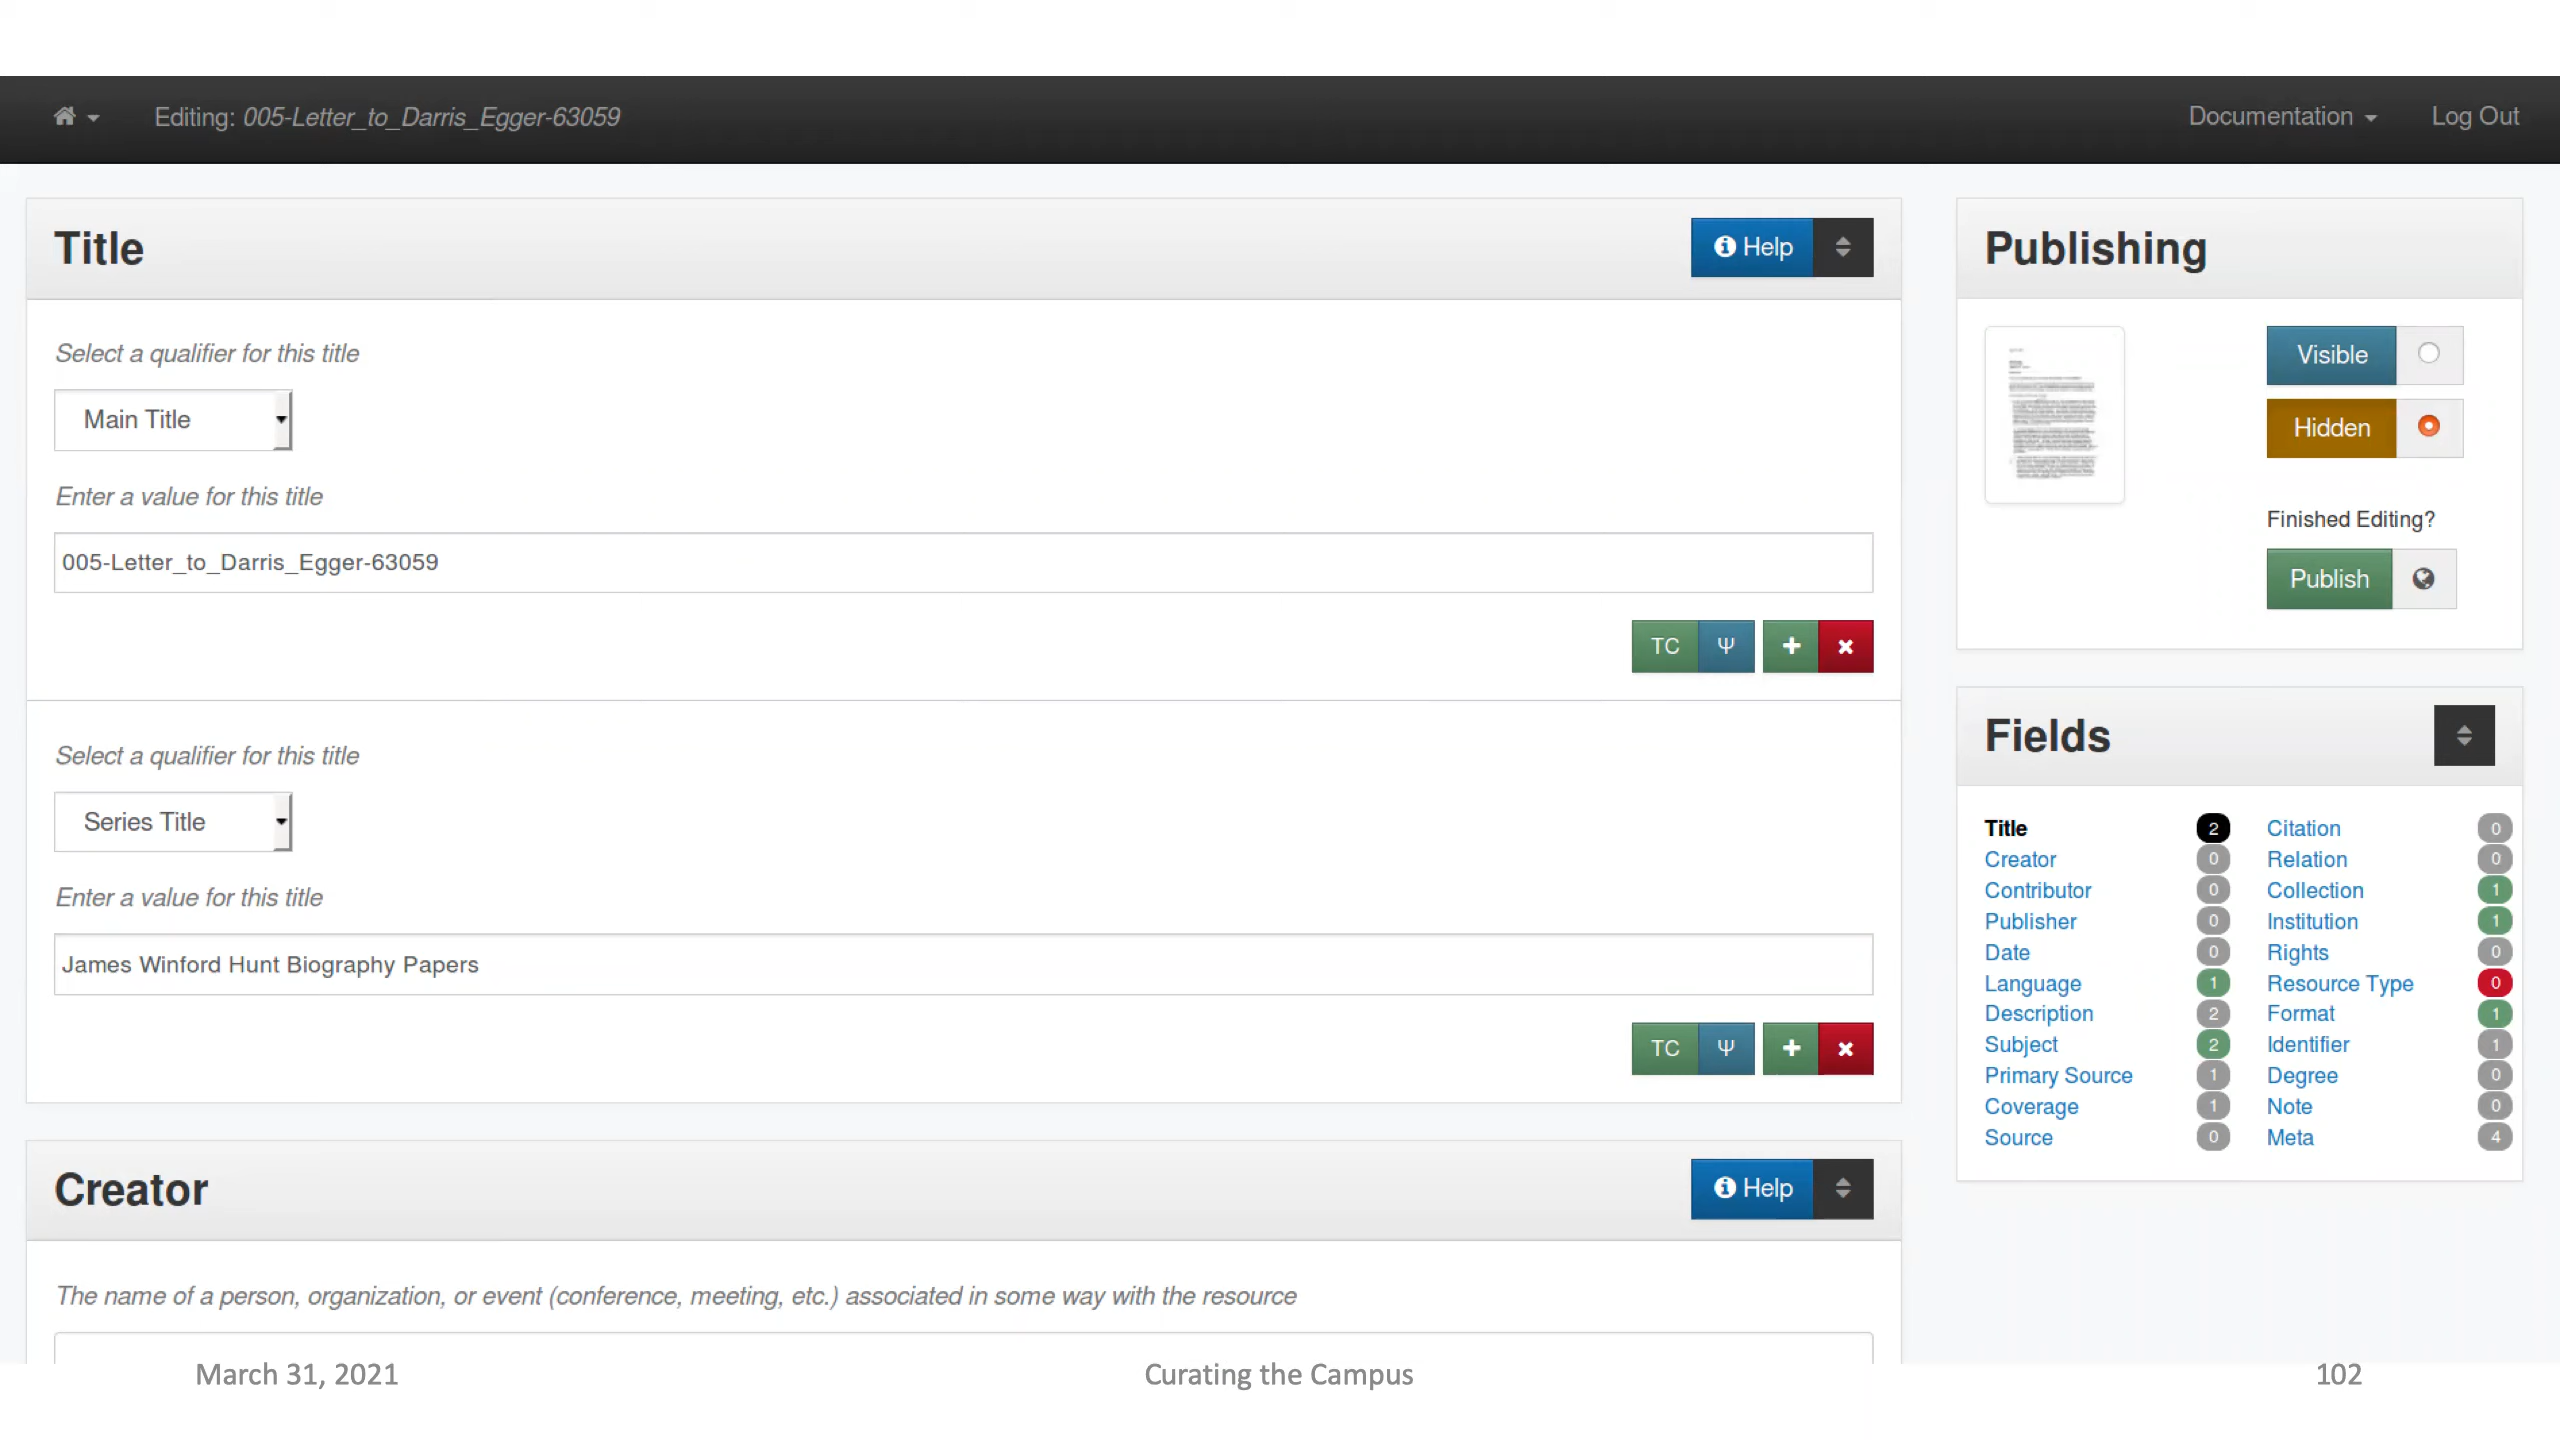 Editing: 005-Letter_to_Darris_Egger-63059
Documentation
Log Out
Title
Help
Select a qualifier for this title
Main Title
Enter a value for this title
005-Letter_to_Darris_Egger-63059
TC Ψ
Select a qualifier for this title
Series Title
Enter a value for this title
James Winford Hunt Biography Papers
TC Ψ
Creator
Help
The name of a person, organization, or event (conference, meeting, etc.) associated in some way with the resource
Publishing
Visible
Hidden
Finished Editing?
Publish
Fields
Title 2
Creator 0
Contributor 0
Publisher 0
Date 0
Language 1
Description 2
Subject 2
Primary Source 1
Coverage 1
Source 0
Citation 0
Relation 0
Collection 1
Institution 1
Rights 0
Resource Type 0
Format 1
Identifier 1
Degree 0
Note 0
Meta 4
March 31, 2021
Curating the Campus
102